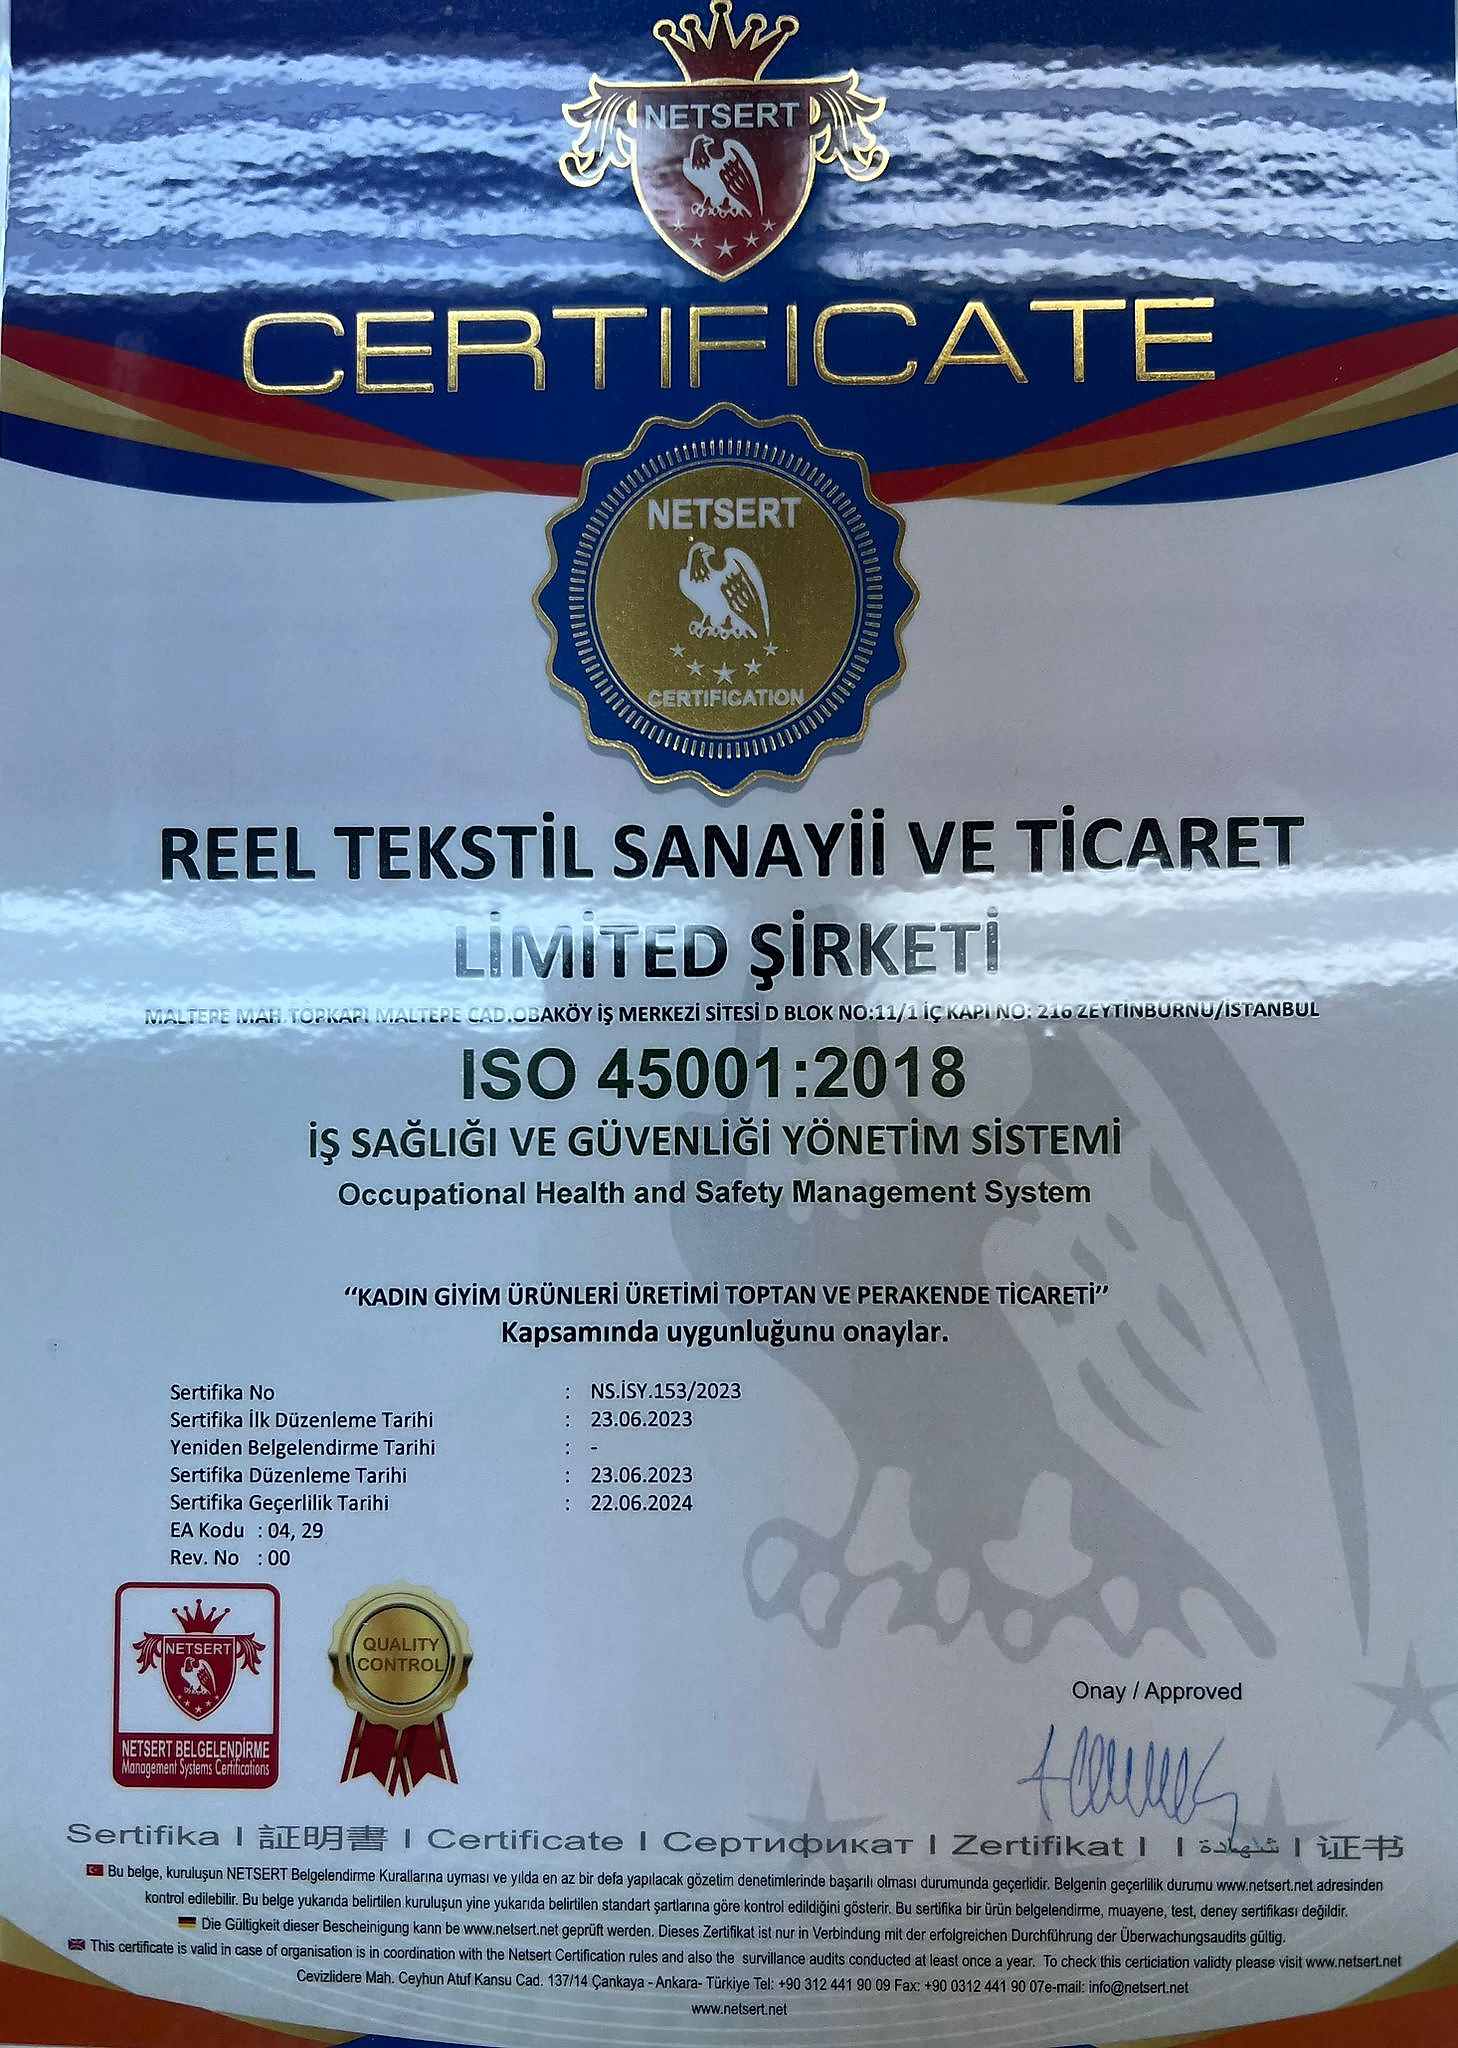 NETSERT
CERTIFICATE
NETSERT
CERTIFICATION
REEL TEKSTİL SANAYİİ VE TİCARET
LİMİTED ŞİRKETİ
MALTEPE MAH.TOPKAPI MALTEPE CAD.OBAKÖY İŞ MERKEZİ SİTESİ D BLOK NO:11/1 İÇ KAPI NO: 216 ZEYTİNBURNU/İSTANBUL
ISO 45001:2018
İŞ SAĞLIĞI VE GÜVENLİĞİ YÖNETİM SİSTEMİ
Occupational Health and Safety Management System
‘‘KADIN GİYİM ÜRÜNLERİ ÜRETİMİ TOPTAN VE PERAKENDE TİCARETİ’’
Kapsamında uygunluğunu onaylar.
Sertifika No : NS.İSY.153/2023
Sertifika İlk Düzenleme Tarihi : 23.06.2023
Yeniden Belgelendirme Tarihi : -
Sertifika Düzenleme Tarihi : 23.06.2023
Sertifika Geçerlilik Tarihi : 22.06.2024
EA Kodu : 04, 29
Rev. No : 00
NETSERT
NETSERT BELGELENDİRME
Management Systems Certifications
QUALITY
CONTROL
Onay / Approved
Sertifika I 証明書 I Certificate I Сертификат I Zertifikat I I شهادة I 证书
Bu belge, kuruluşun NETSERT Belgelendirme Kurallarına uyması ve yılda en az bir defa yapılacak gözetim denetimlerinde başarılı olması durumunda geçerlidir. Belgenin geçerlilik durumu www.netsert.net adresinden
kontrol edilebilir. Bu belge yukarıda belirtilen kuruluşun yine yukarıda belirtilen standart şartlarına göre kontrol edildiğini gösterir. Bu sertifika bir ürün belgelendirme, muayene, test, deney sertifikası değildir.
Die Gültigkeit dieser Bescheinigung kann be www.netsert.net geprüft werden. Dieses Zertifikat ist nur in Verbindung mit der erfolgreichen Durchführung der Überwachungsaudits gültig.
This certificate is valid in case of organisation is in coordination with the Netsert Certification rules and also the survillance audits conducted at least once a year. To check this certiciation validty please visit www.netsert.net
Cevizlidere Mah. Ceyhun Atuf Kansu Cad. 137/14 Çankaya - Ankara- Türkiye Tel: +90 312 441 90 09 Fax: +90 0312 441 90 07e-mail: info@netsert.net
www.netsert.net